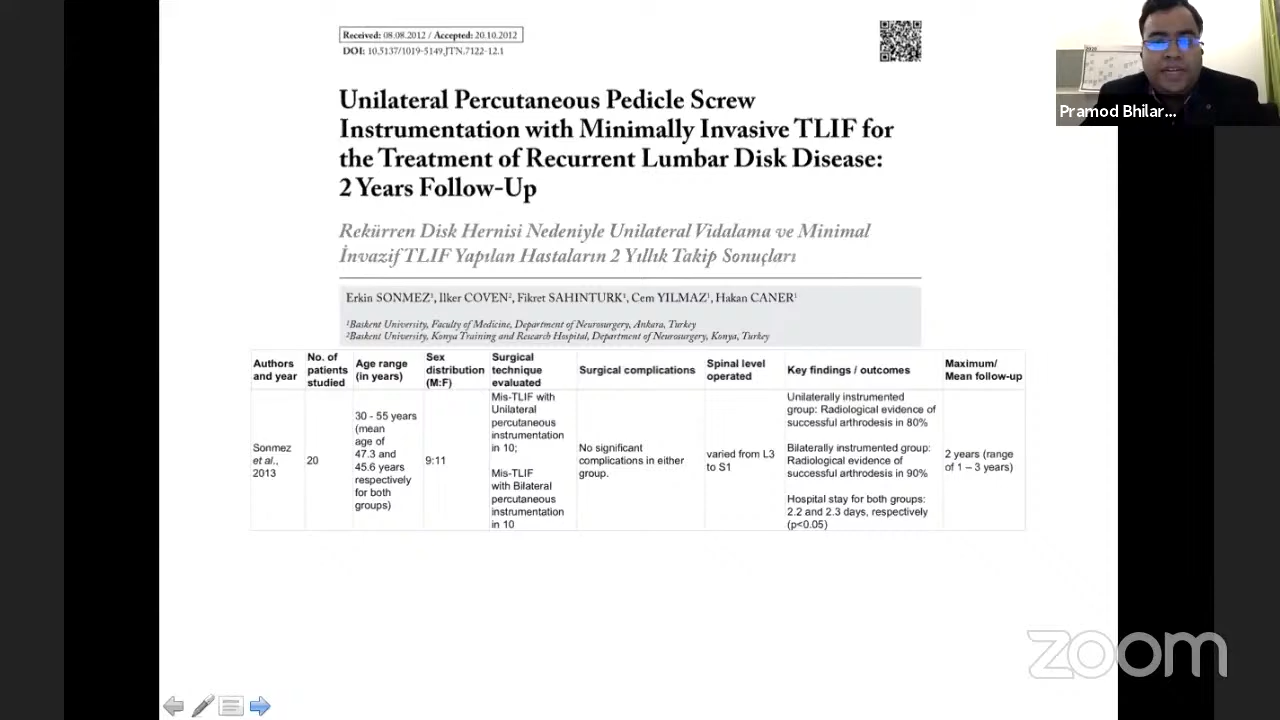 Received: 08.08.2012 / Accepted: 20.10.2012
DOI: 10.5137/1019-5149.JTN.7122-12.1
Unilateral Percutaneous Pedicle Screw
Instrumentation with Minimally Invasive TLIF for
the Treatment of Recurrent Lumbar Disk Disease:
2 Years Follow-Up
Rekürren Disk Hernisi Nedeniyle Unilateral Vidalama ve Minimal
İnvazif TLIF Yapılan Hastaların 2 Yıllık Takip Sonuçları
Erkin SONMEZ¹, Ilker COVEN², Fikret SAHINTURK¹, Cem YILMAZ¹, Hakan CANER¹
¹Baskent University, Faculty of Medicine, Department of Neurosurgery, Ankara, Turkey
²Baskent University, Konya Training and Research Hospital, Department of Neurosurgery, Konya, Turkey
Authors
and year
No. of
patients
studied
Age range
(in years)
Sex
distribution
(M:F)
Surgical
technique
evaluated
Surgical complications
Spinal level
operated
Key findings / outcomes
Maximum/
Mean follow-up
Sonmez
et al.,
2013
20
30 - 55 years
(mean
age of
47.3 and
45.6 years
respectively
for both
groups)
9:11
Mis-TLIF with
Unilateral
percutaneous
instrumentation
in 10;
Mis-TLIF
with Bilateral
percutaneous
instrumentation
in 10
No significant
complications in either
group.
varied from L3
to S1
Unilaterally instrumented
group: Radiological evidence of
successful arthrodesis in 80%
Bilaterally instrumented group:
Radiological evidence of
successful arthrodesis in 90%
Hospital stay for both groups:
2.2 and 2.3 days, respectively
(p<0.05)
2 years (range
of 1 – 3 years)
Pramod Bhilar...
zoom